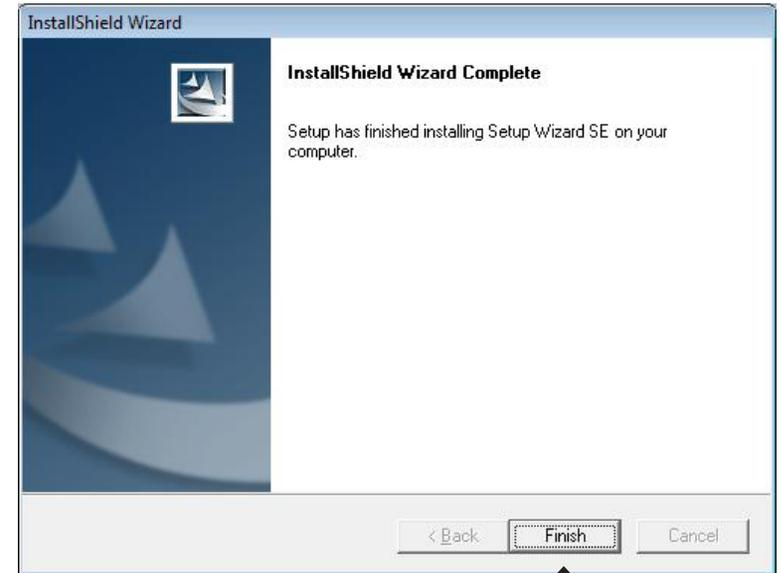 InstallShield Wizard
InstallShield Wizard Complete
Setup has finished installing Setup Wizard SE on your
computer.
< Back
Finish
Cancel